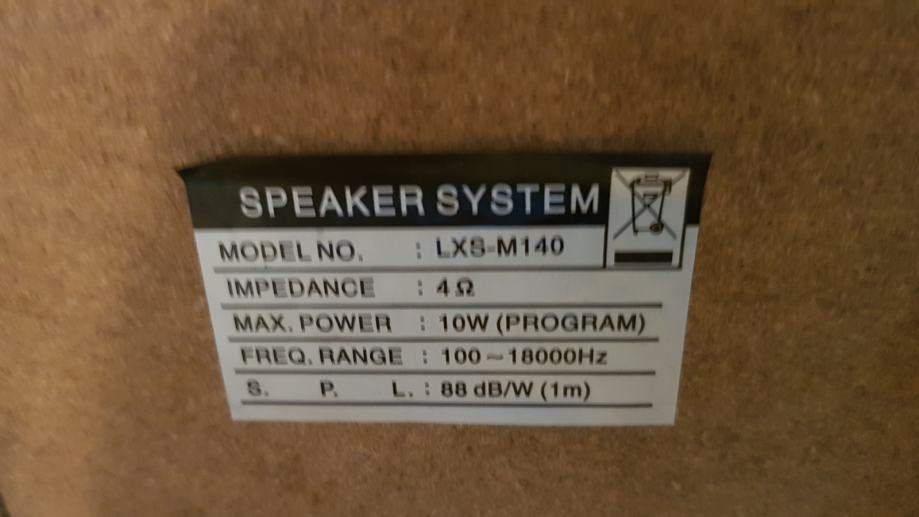 SPEAKER SYSTEM
MODEL NO. : LXS-M140
IMPEDANCE : 4Ω
MAX. POWER : 10W (PROGRAM)
FREQ. RANGE : 100~18000Hz
S. P. L. : 88 dB/W (1m)